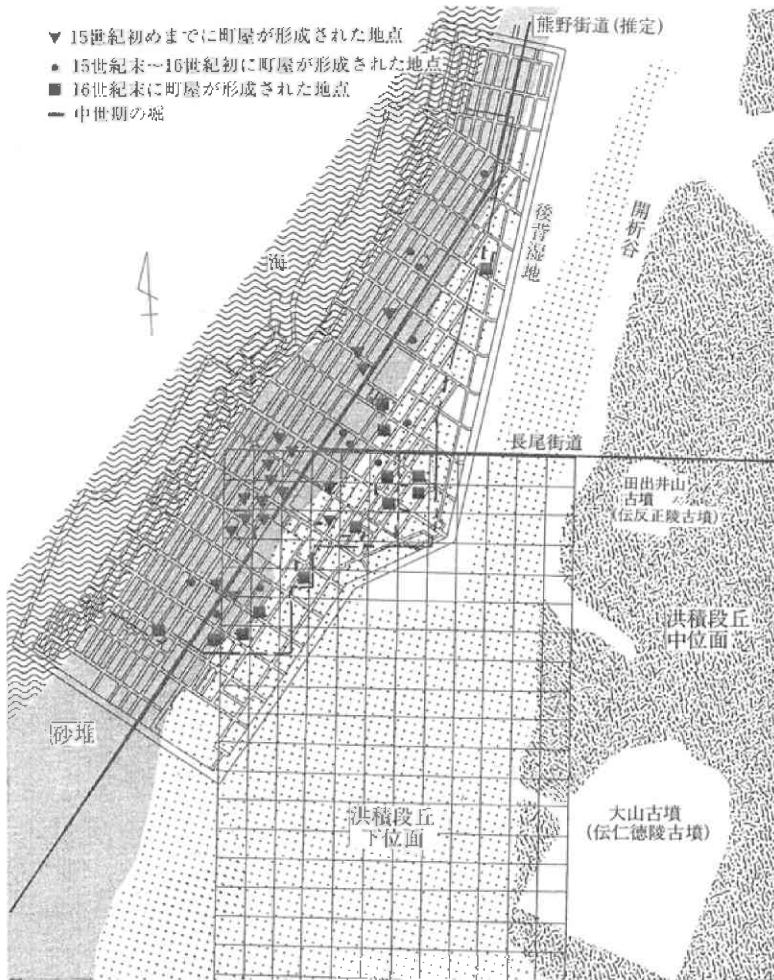 ▼ 15世紀初めまでに町屋が形成された地点
● 15世紀末〜16世紀初に町屋が形成された地点
■ 16世紀末に町屋が形成された地点
━ 中世期の堀
熊野街道(推定)
海
後背湿地
開析谷
長尾街道
田出井山
古墳
(伝反正陵古墳)
洪積段丘
中位面
砂堆
洪積段丘
下位面
大山古墳
(伝仁徳陵古墳)